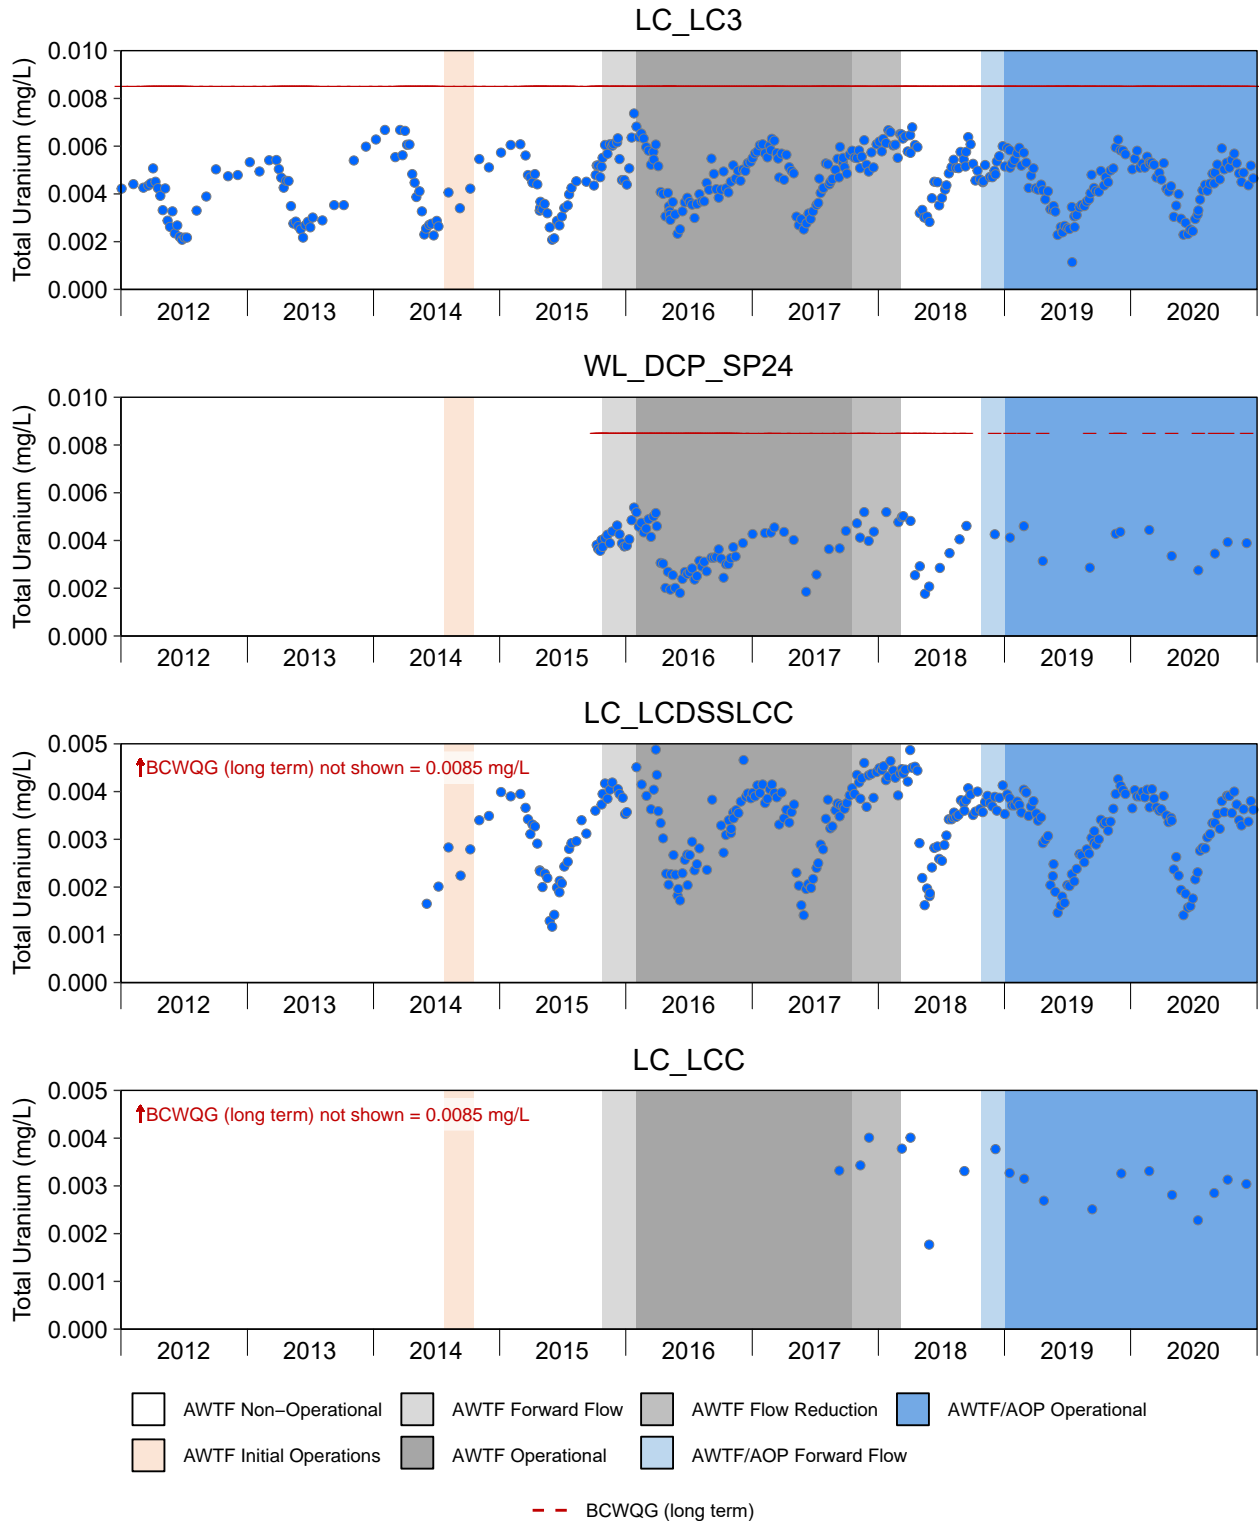 LC_LC3
Total Uranium (mg/L)
0.010
0.008
0.006
0.004
0.002
0.000
2012 2013 2014 2015 2016 2017 2018 2019 2020
WL_DCP_SP24
Total Uranium (mg/L)
0.010
0.008
0.006
0.004
0.002
0.000
2012 2013 2014 2015 2016 2017 2018 2019 2020
LC_LCDSSLCC
Total Uranium (mg/L)
0.005
BCWQG (long term) not shown = 0.0085 mg/L
0.004
0.003
0.002
0.001
0.000
2012 2013 2014 2015 2016 2017 2018 2019 2020
LC_LCC
Total Uranium (mg/L)
0.005
BCWQG (long term) not shown = 0.0085 mg/L
0.004
0.003
0.002
0.001
0.000
2012 2013 2014 2015 2016 2017 2018 2019 2020
AWTF Non−Operational AWTF Forward Flow AWTF Flow Reduction AWTF/AOP Operational
AWTF Initial Operations AWTF Operational AWTF/AOP Forward Flow
BCWQG (long term)